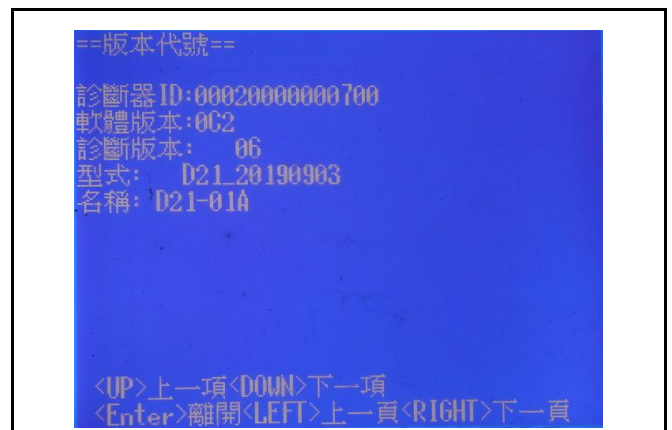 ==版本代號==
診斷器ID:00020000000700
軟體版本:0C2
診斷版本: 06
型式: D21_20190903
名稱: D21-01A
<UP>上一項<DOWN>下一項
<Enter>離開<LEFT>上一頁<RIGHT>下一頁